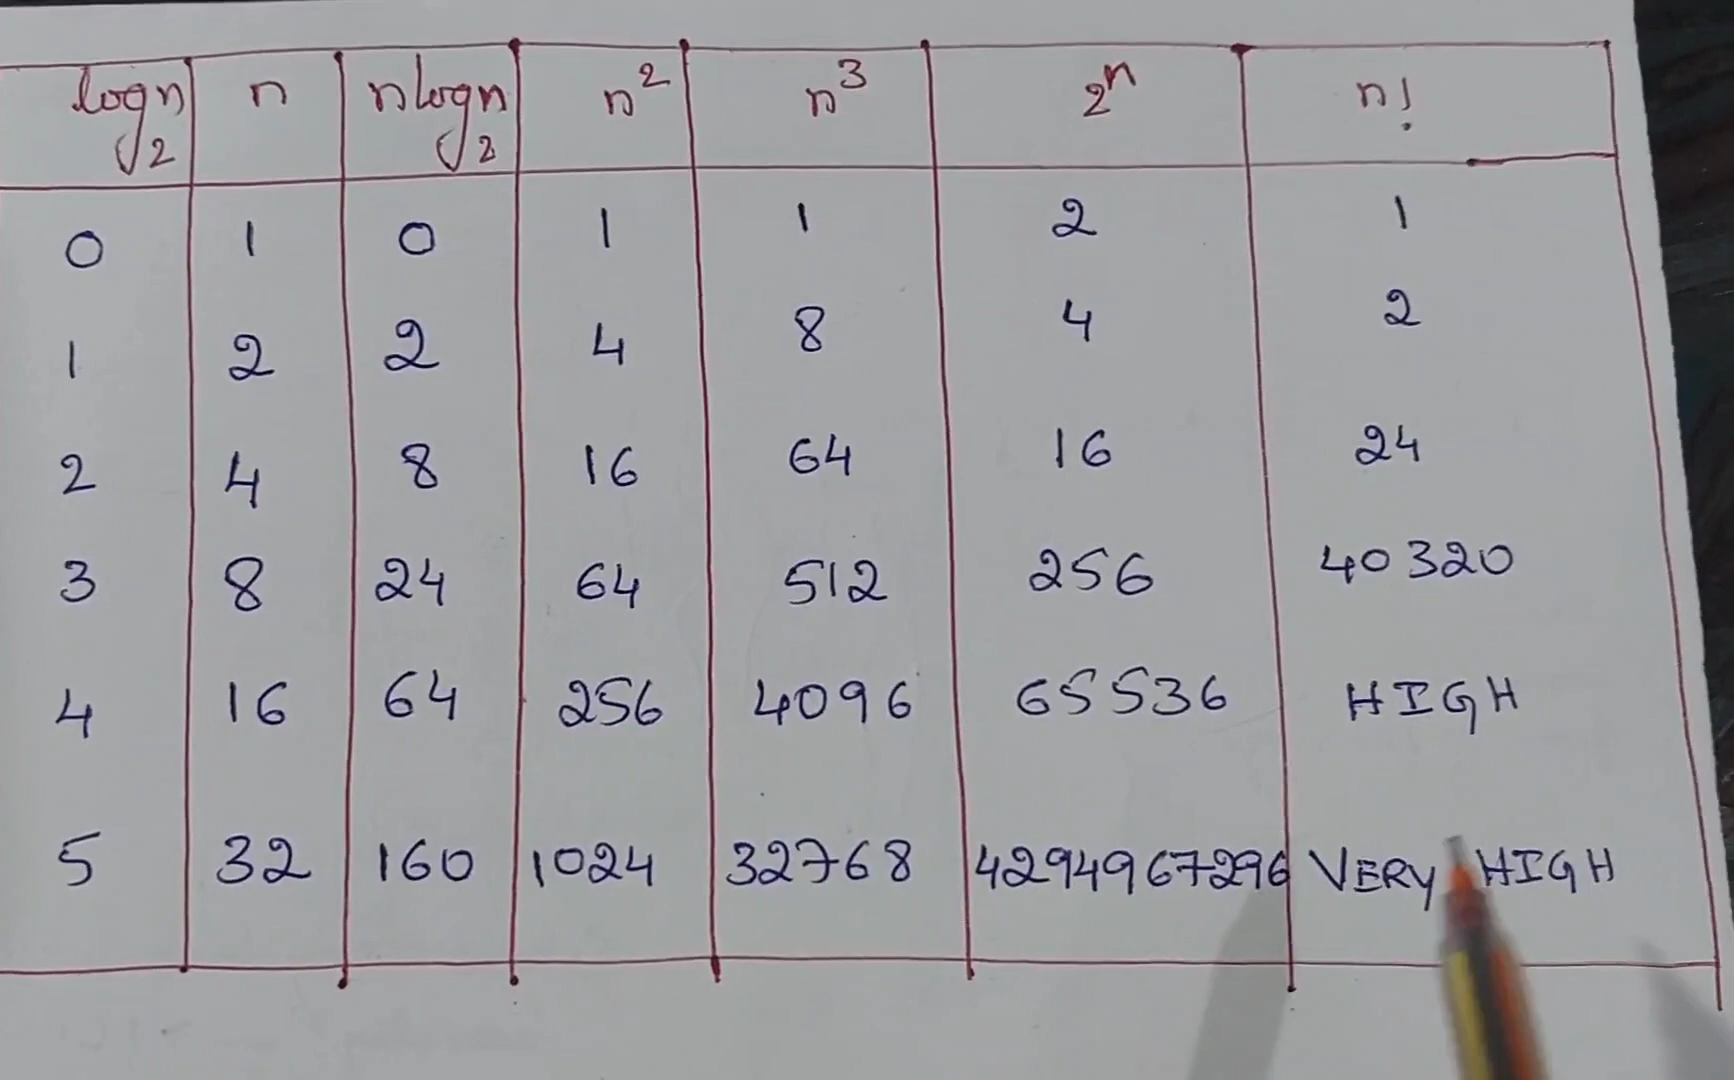 log₂n n nlog₂n n² n³ 2ⁿ n!
0 1 0 1 1 2 1
1 2 2 4 8 4 2
2 4 8 16 64 16 24
3 8 24 64 512 256 40320
4 16 64 256 4096 65536 HIGH
5 32 160 1024 32768 4294967296 VERY HIGH